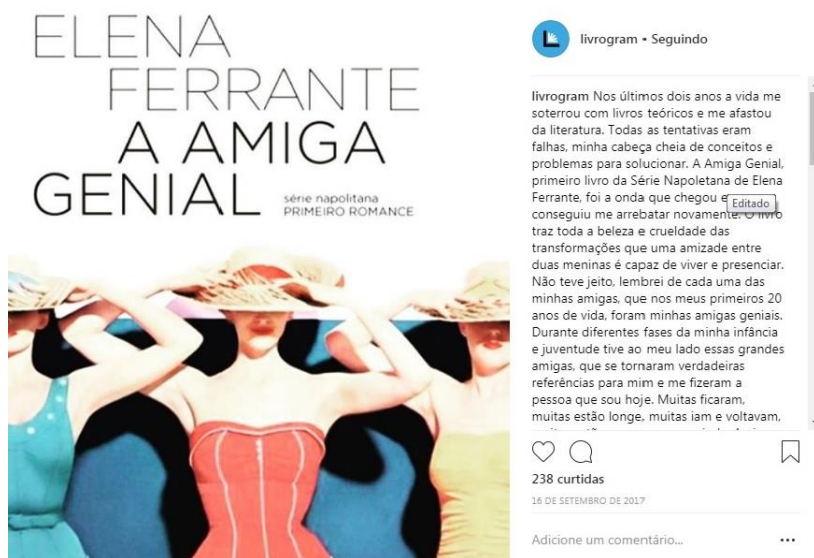 ELENA
FERRANTE
A AMIGA
GENIAL
série napolitana
PRIMEIRO ROMANCE
livrogram • Seguindo
livrogram Nos últimos dois anos a vida me
soterrou com livros teóricos e me afastou
da literatura. Todas as tentativas eram
falhas, minha cabeça cheia de conceitos e
problemas para solucionar. A Amiga Genial,
primeiro livro da Série Napoletana de Elena
Ferrante, foi a onda que chegou e
Editado
conseguiu me arrebatar novamente. O livro
traz toda a beleza e crueldade das
transformações que uma amizade entre
duas meninas é capaz de viver e presenciar.
Não teve jeito, lembrei de cada uma das
minhas amigas, que nos meus primeiros 20
anos de vida, foram minhas amigas geniais.
Durante diferentes fases da minha infância
e juventude tive ao meu lado essas grandes
amigas, que se tornaram verdadeiras
referências para mim e me fizeram a
pessoa que sou hoje. Muitas ficaram,
muitas estão longe, muitas iam e voltavam,
238 curtidas
16 DE SETEMBRO DE 2017
Adicione um comentário...